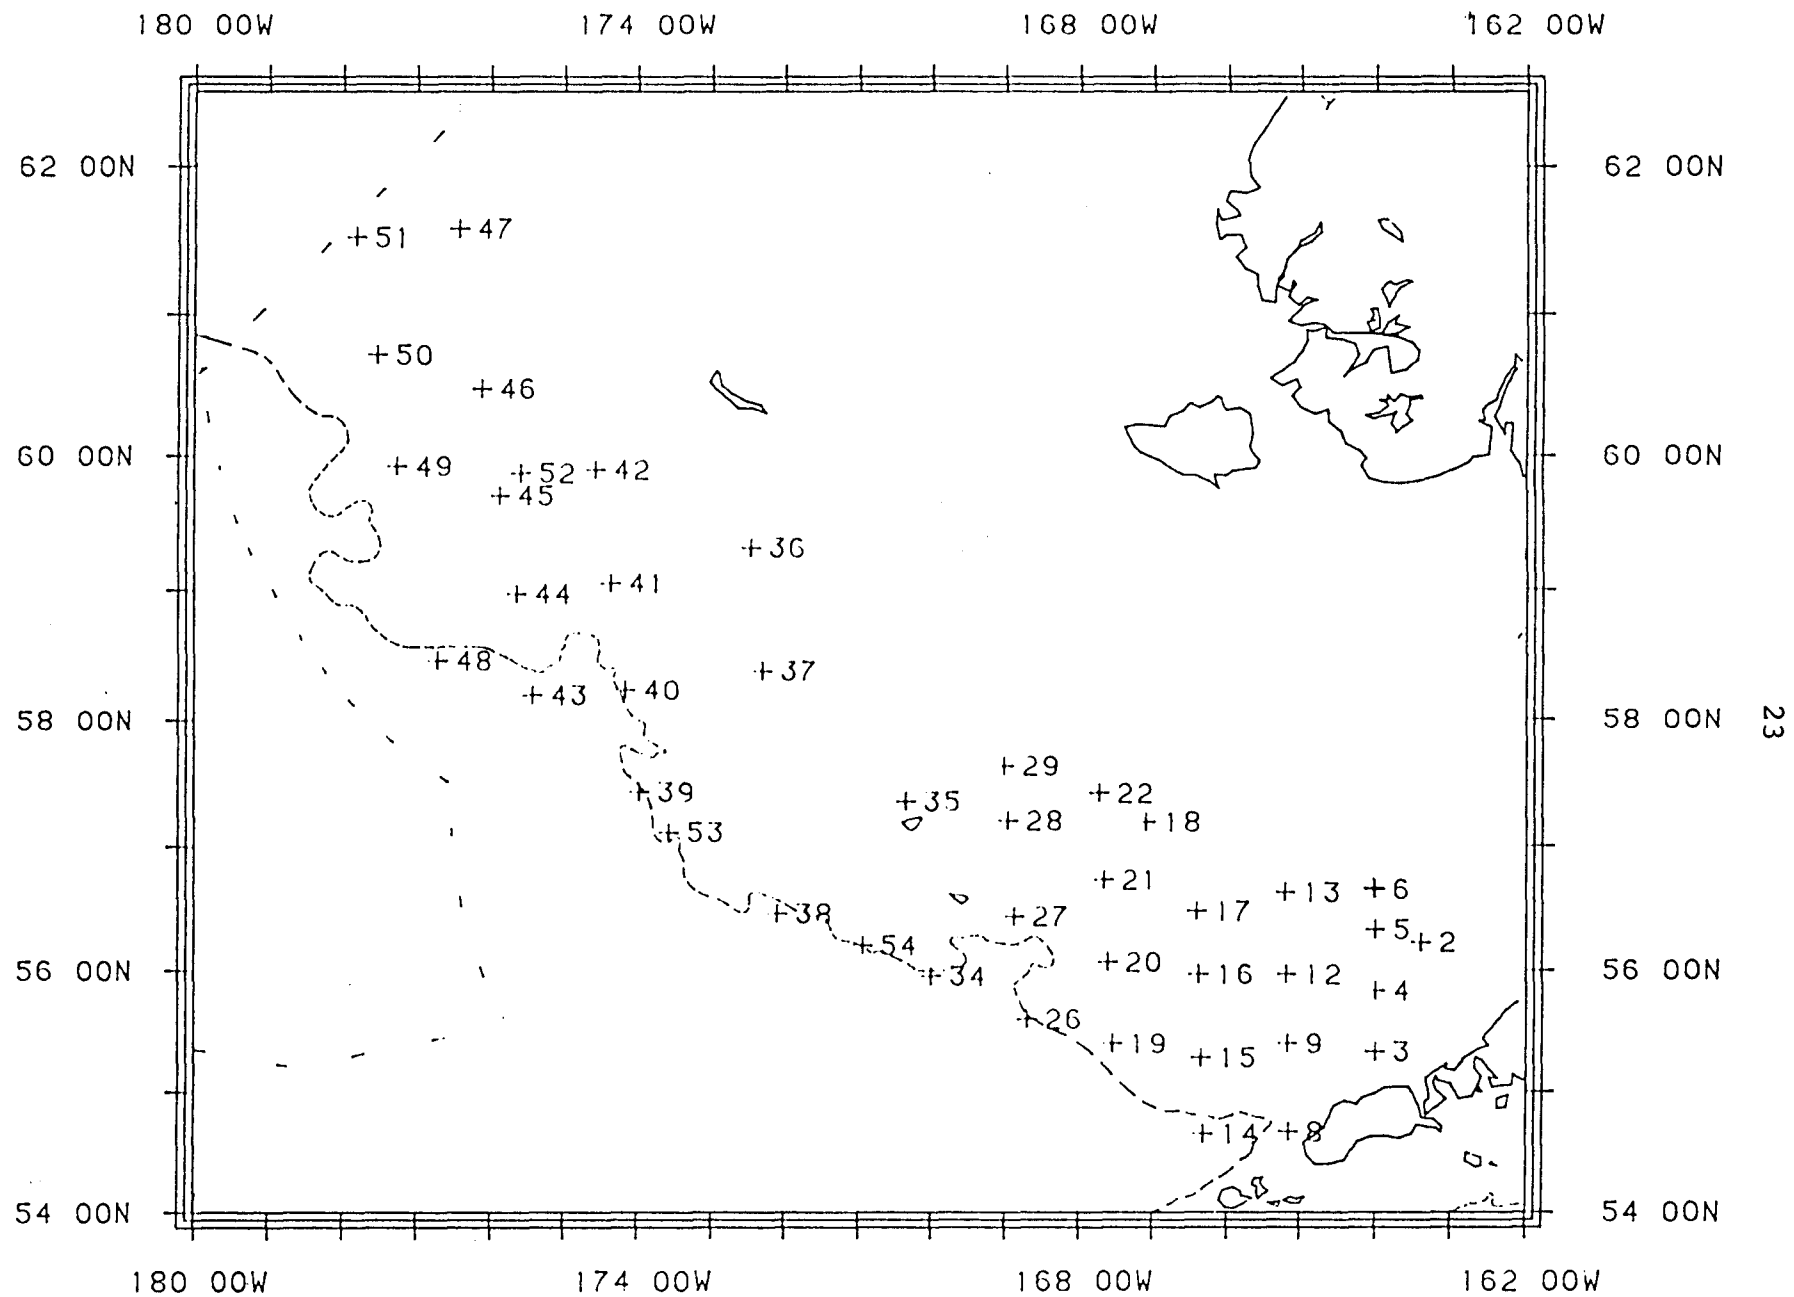 180 00W 174 00W 168 00W 162 00W
62 00N 62 00N
+47
+51
+50
+46
60 00N 60 00N
+49 +52 +42
+45
+36
+41
+44
+48 +37
+40
+43
58 00N 58 00N
23
+29
+39 +35 +22
+28 +18
+53
+21 +13 +6
+38 +27 +17
+5
+54 +2
+20
+34 +16 +12
56 00N 56 00N
+4
+26
+19 +9
+15 +3
+14 +8
54 00N 54 00N
180 00W 174 00W 168 00W 162 00W